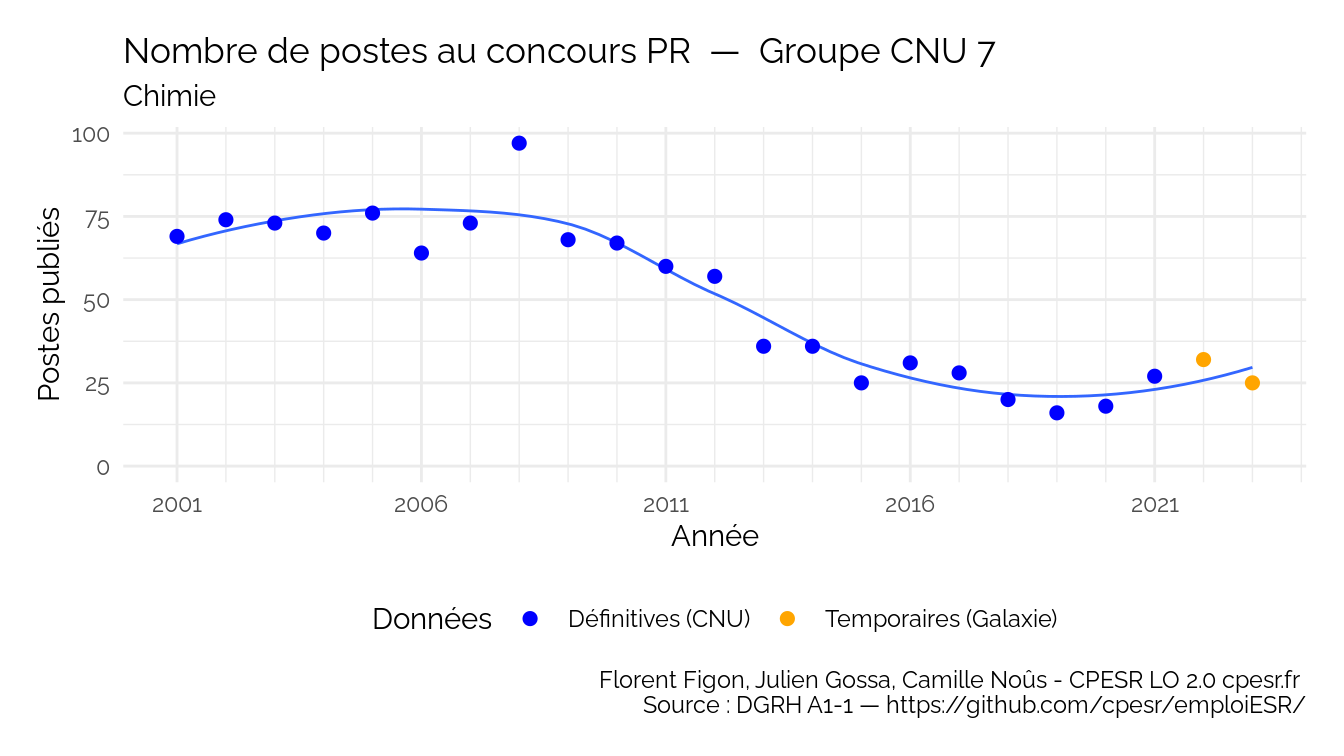 Nombre de postes au concours PR — Groupe CNU 7
Chimie
100
75
50
25
0
Postes publiés
2001 2006 2011 2016 2021
Année
Données Définitives (CNU) Temporaires (Galaxie)
Florent Figon, Julien Gossa, Camille Noûs - CPESR LO 2.0 cpesr.fr
Source : DGRH A1-1 — https://github.com/cpesr/emploiESR/